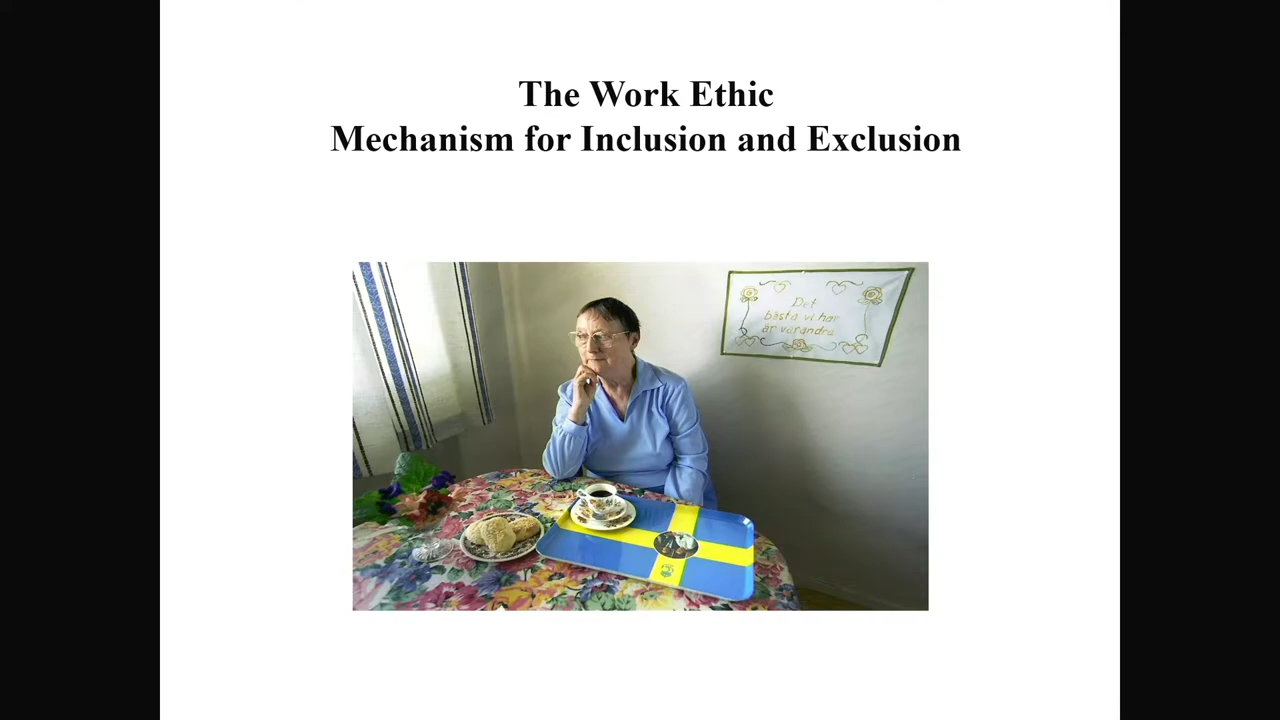 The Work Ethic
Mechanism for Inclusion and Exclusion
Det
bästa vi har
är varandra